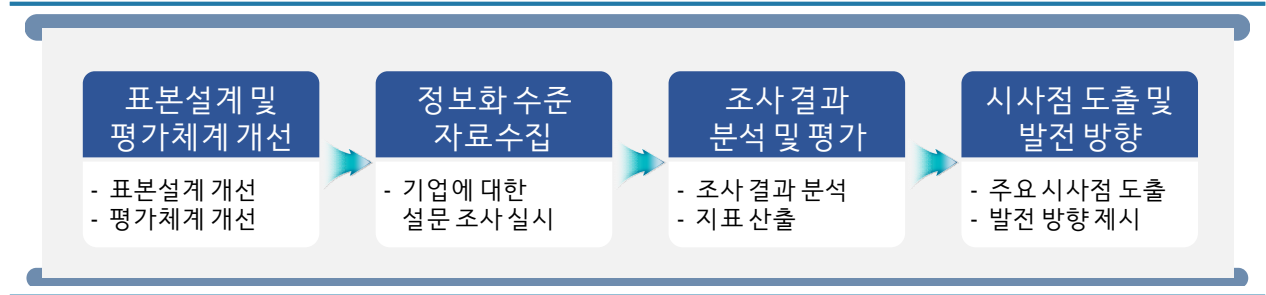 표본설계 및
평가체계 개선
- 표본설계 개선
- 평가체계 개선
정보화 수준
자료수집
- 기업에 대한
설문 조사 실시
조사 결과
분석 및 평가
- 조사 결과 분석
- 지표 산출
시사점 도출 및
발전 방향
- 주요 시사점 도출
- 발전 방향 제시